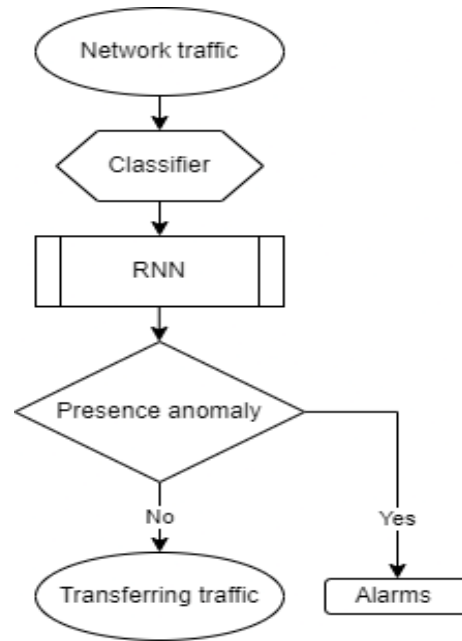 Network traffic
Classifier
RNN
Presence anomaly
No
Yes
Transferring traffic
Alarms